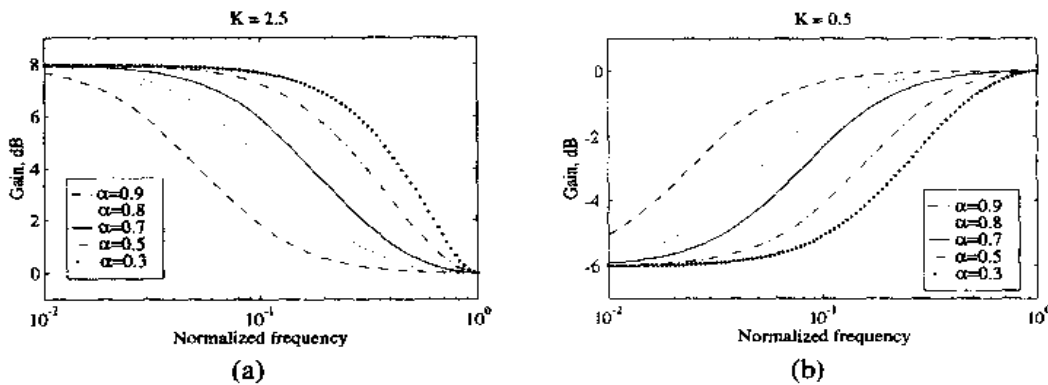 K = 2.5
Gain, dB
8
6
4
2
0
α=0.9
α=0.8
α=0.7
α=0.5
α=0.3
10⁻²
10⁻¹
10⁰
Normalized frequency
(a)
K = 0.5
Gain, dB
0
-2
-4
-6
α=0.9
α=0.8
α=0.7
α=0.5
α=0.3
10⁻²
10⁻¹
10⁰
Normalized frequency
(b)